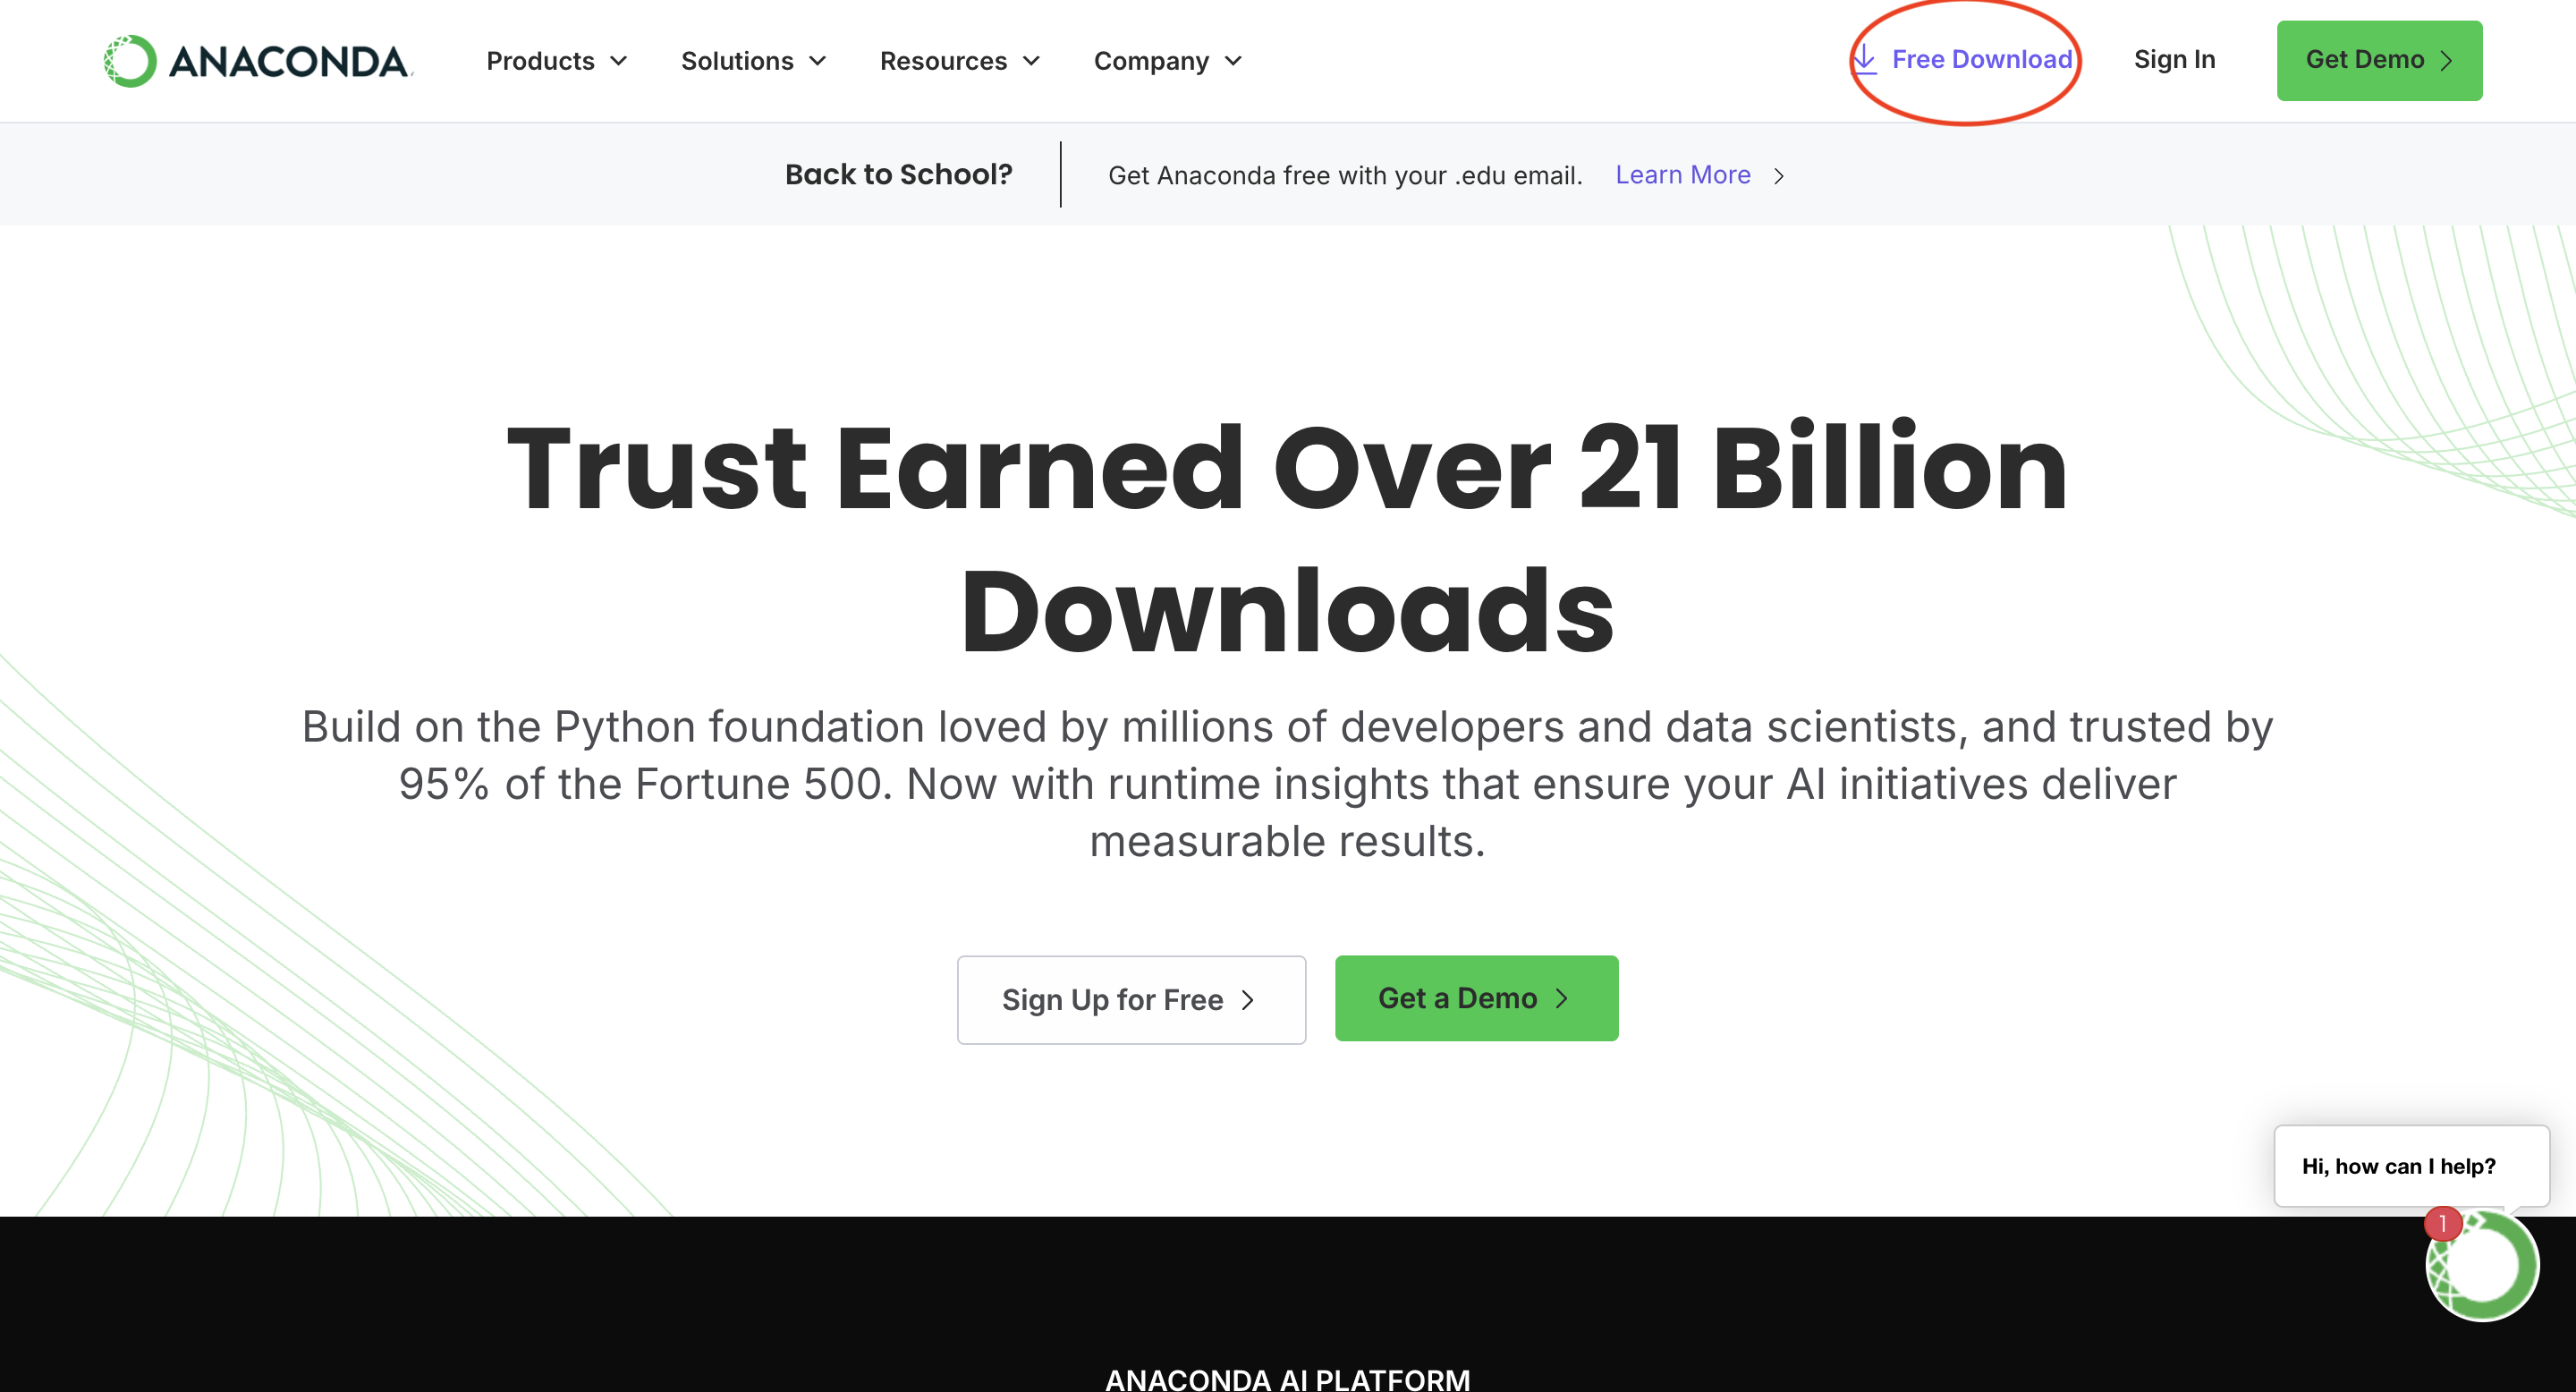 ANACONDA.
Products
Solutions
Resources
Company
Free Download
Sign In
Get Demo
Back to School?
Get Anaconda free with your .edu email.
Learn More
Trust Earned Over 21 Billion
Downloads
Build on the Python foundation loved by millions of developers and data scientists, and trusted by
95% of the Fortune 500. Now with runtime insights that ensure your AI initiatives deliver
measurable results.
Sign Up for Free
Get a Demo
Hi, how can I help?
1
ANACONDA AI PLATFORM